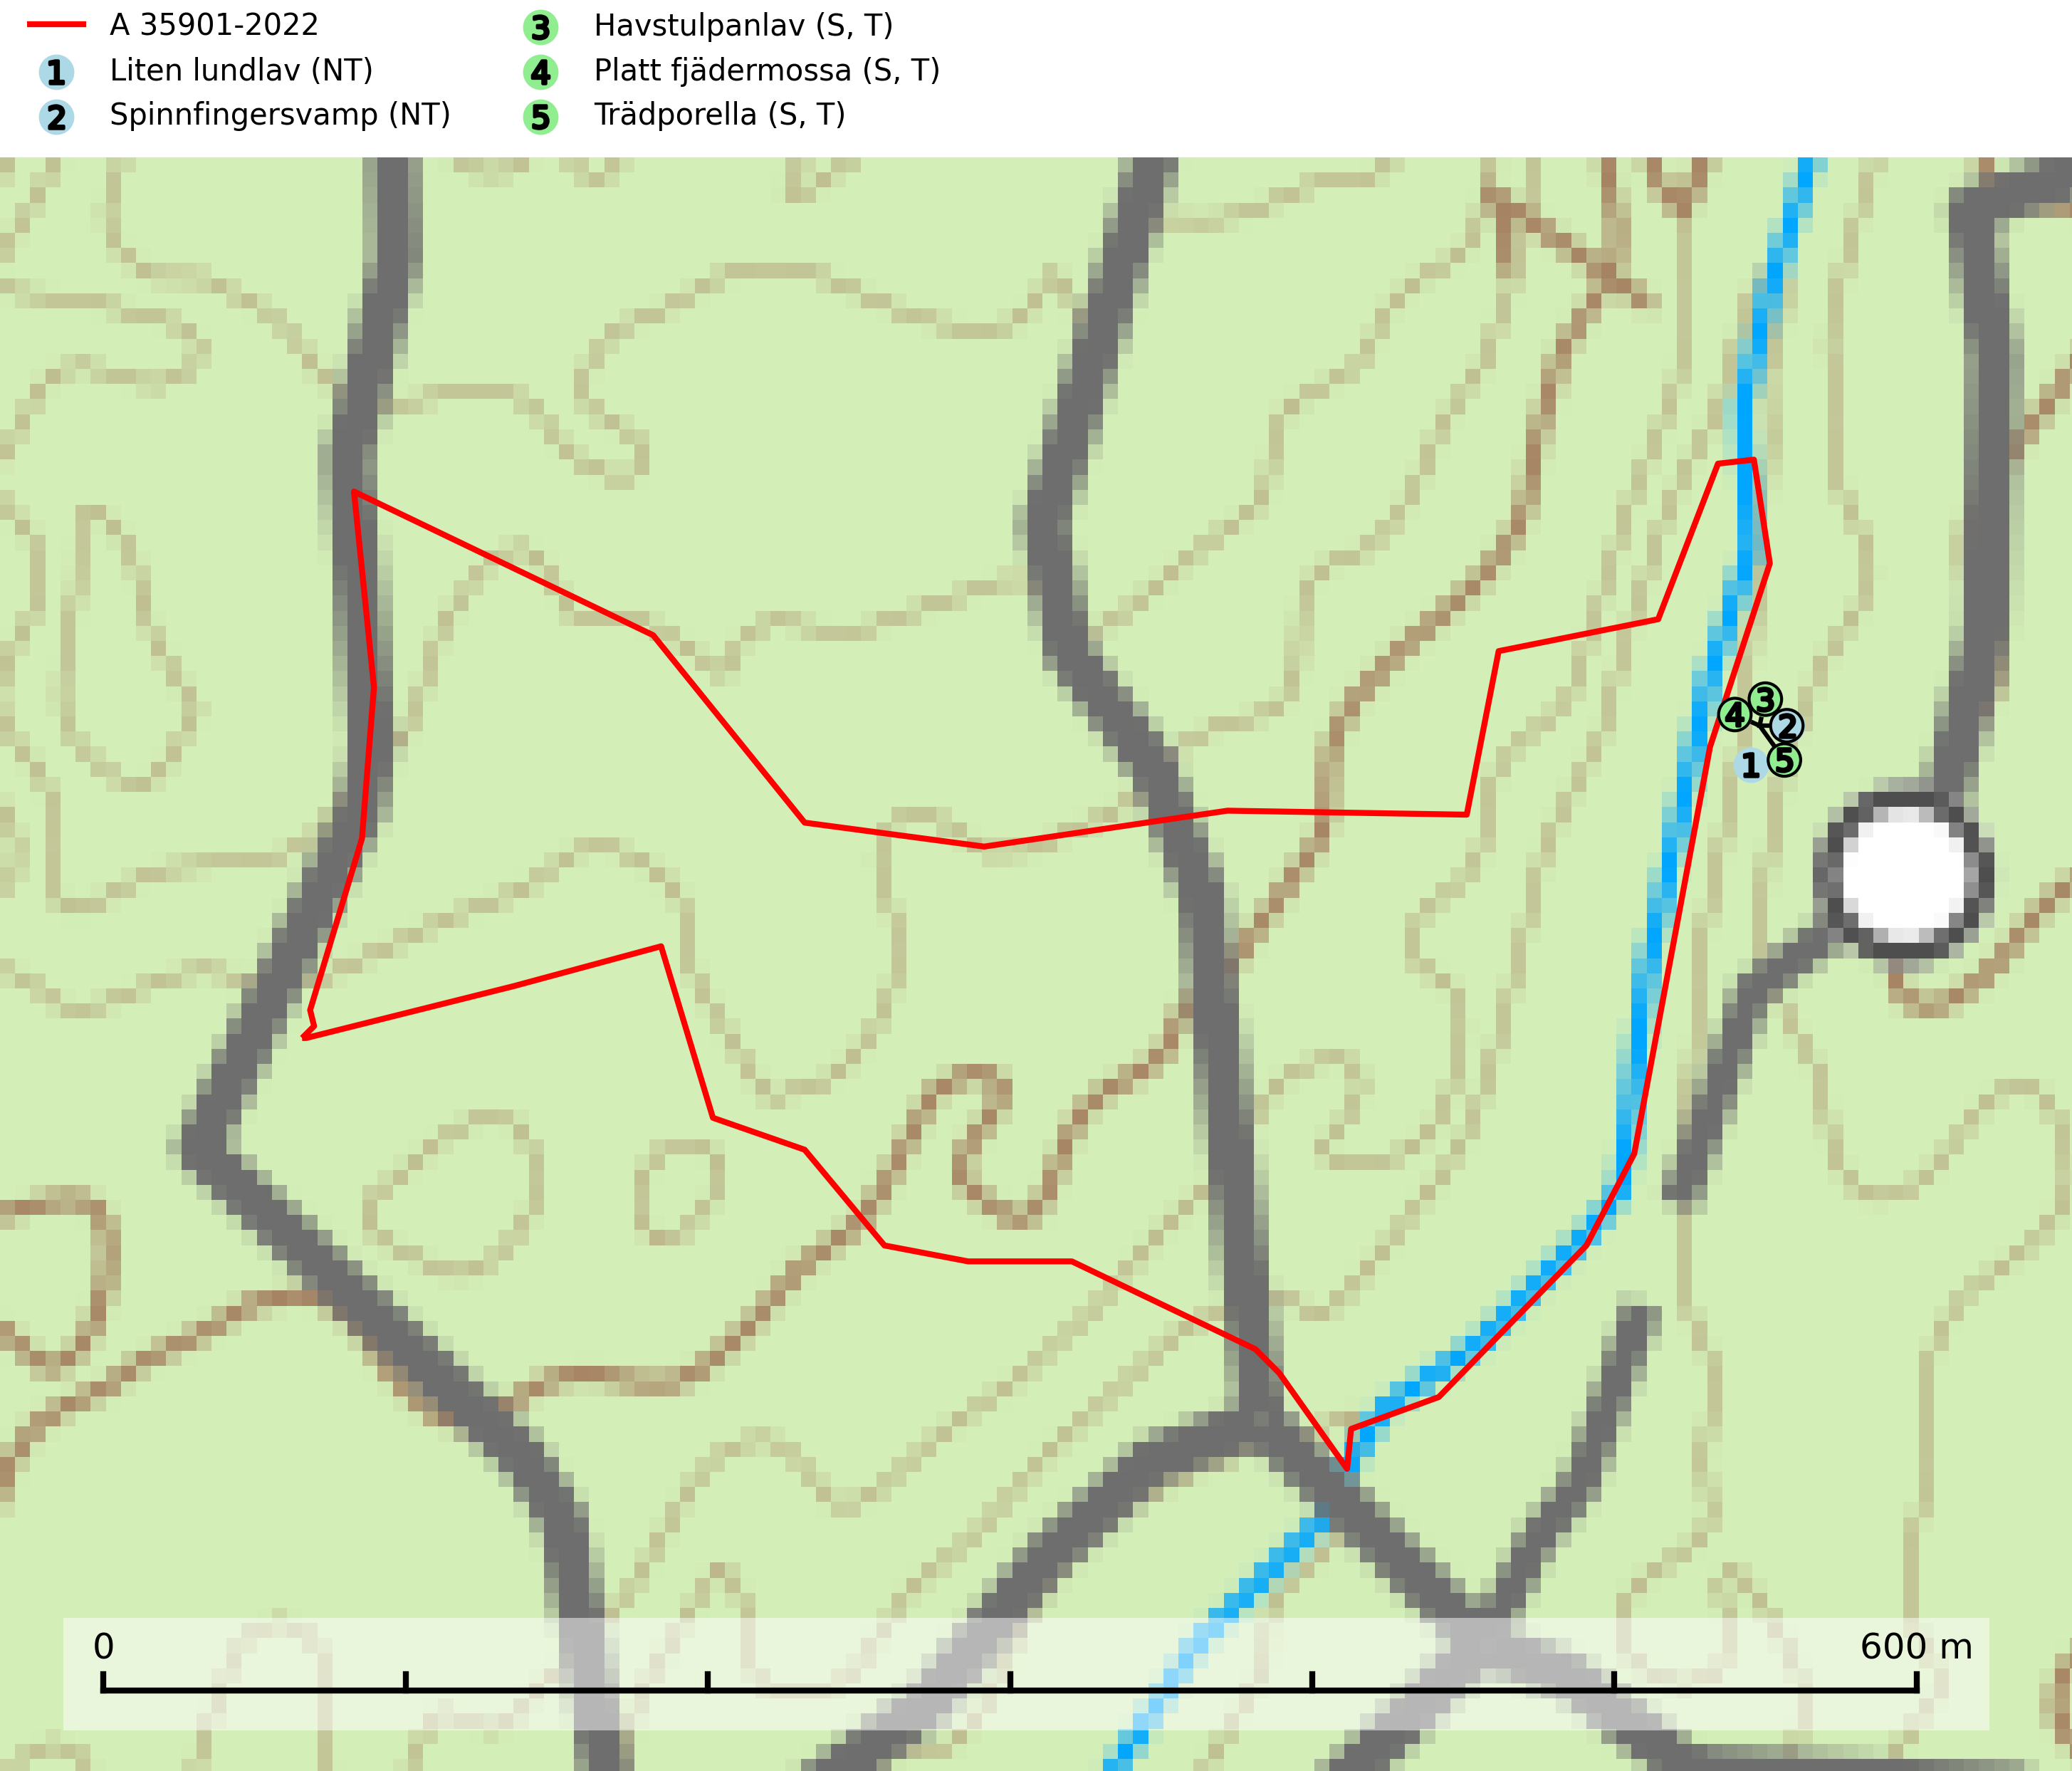 A 35901-2022
1 Liten lundlav (NT)
2 Spinnfingersvamp (NT)
3 Havstulpanlav (S, T)
4 Platt fjädermossa (S, T)
5 Trädporella (S, T)
3
4
2
1
5
0
600 m